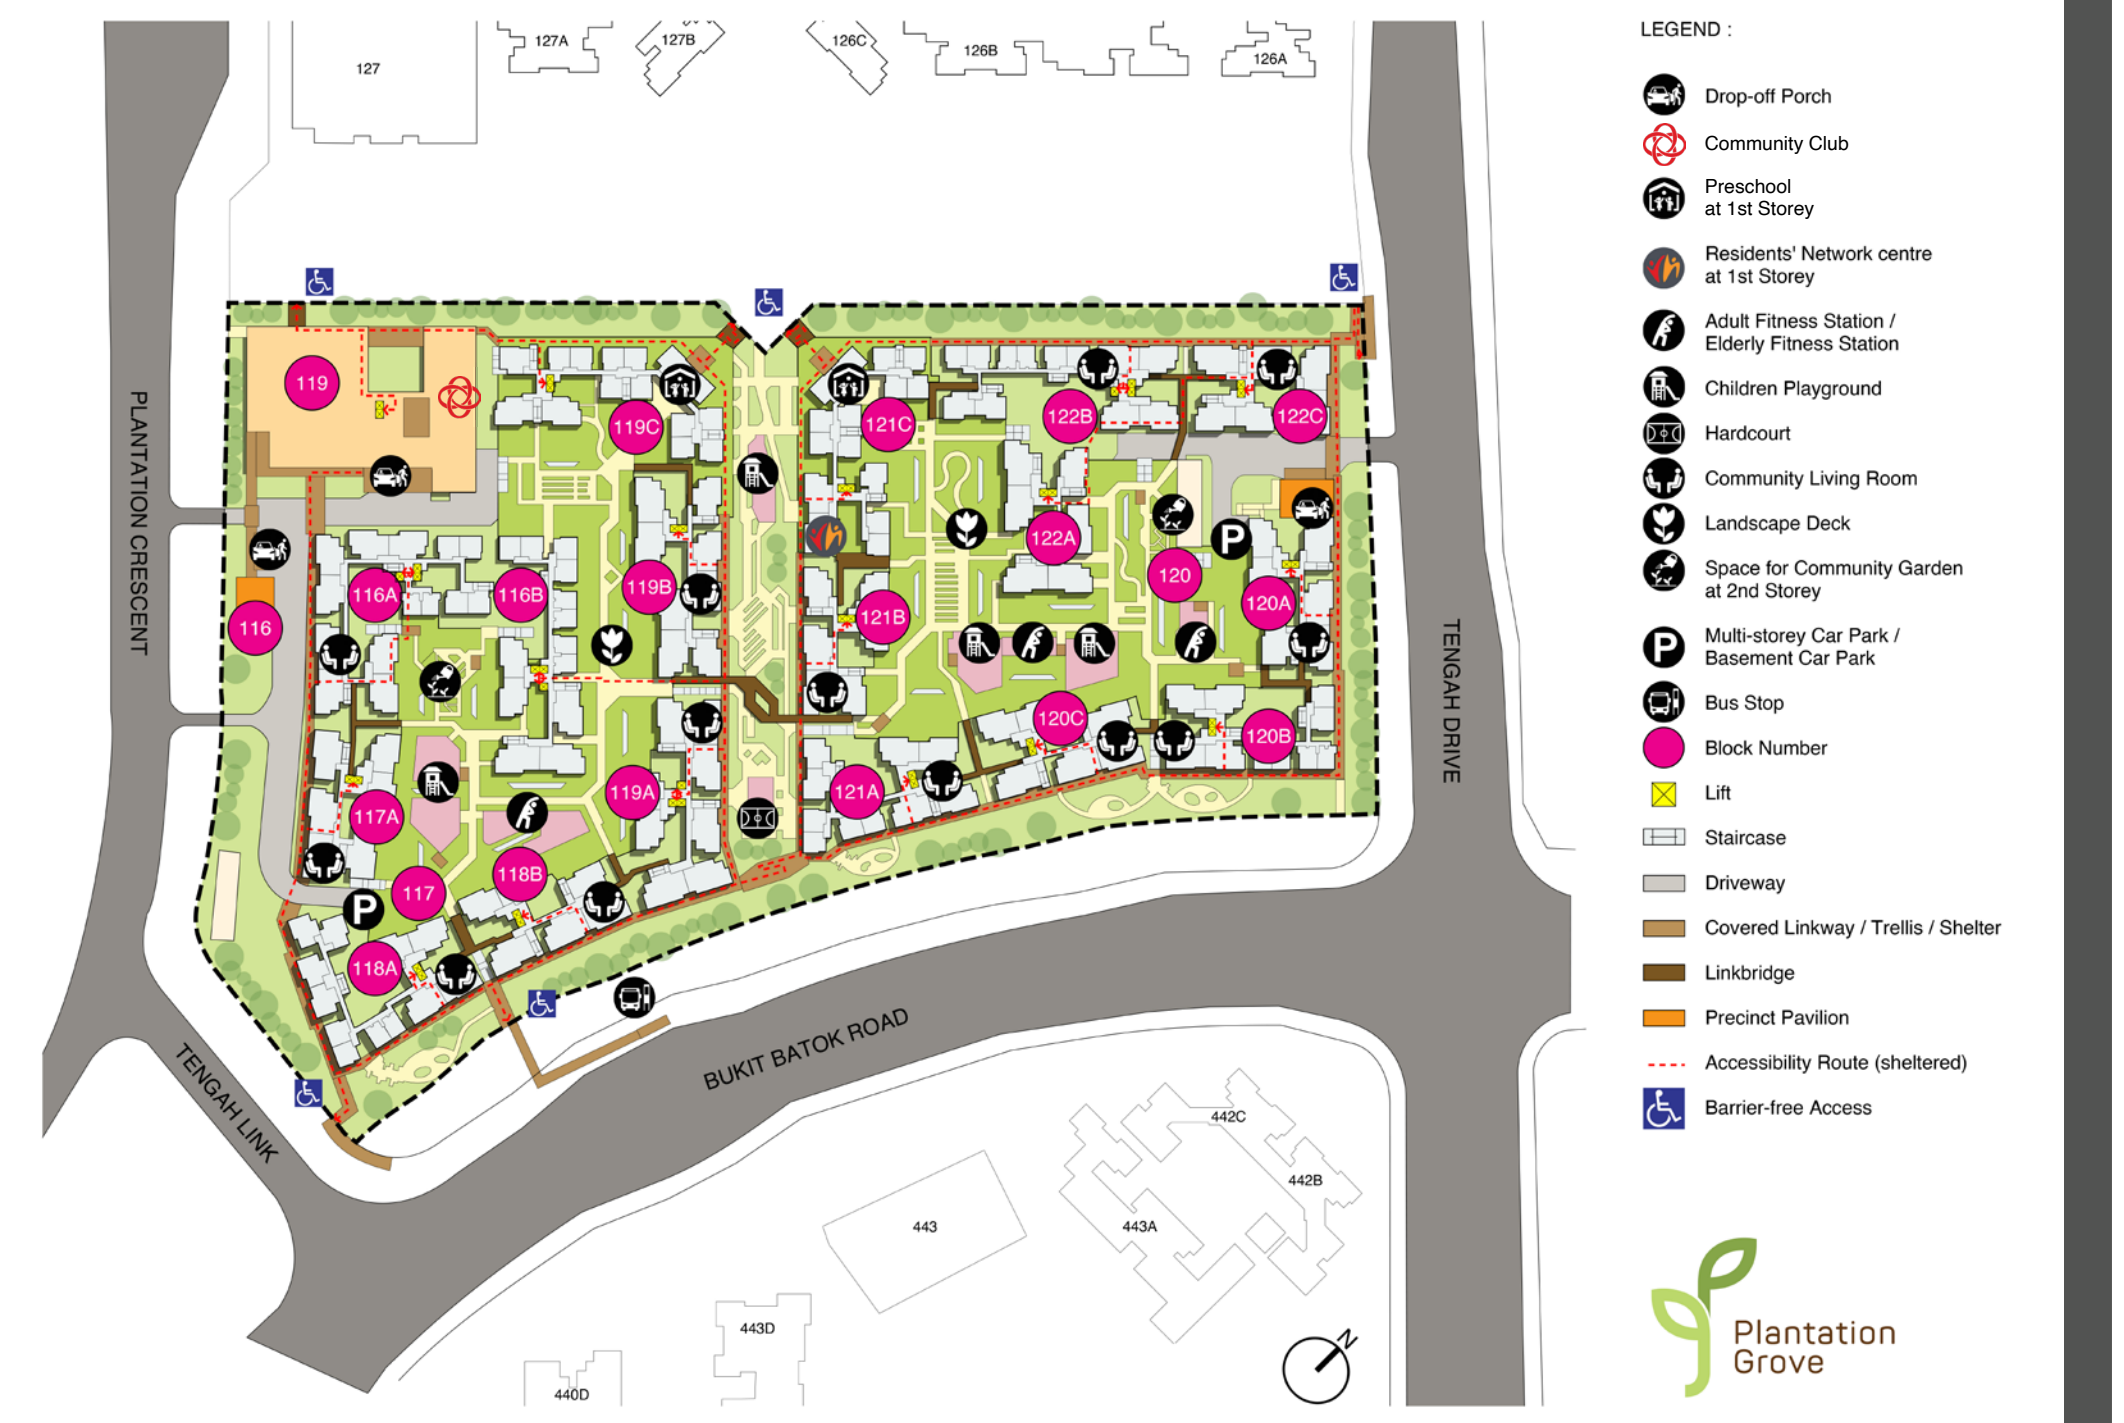 127
127A
127B
126C
126B
126A
PLANTATION CRESCENT
119
119C
121C
122B
122C
122A
116A
116B
119B
121B
120
120A
116
120C
120B
117A
119A
121A
118B
117
118A
TENGAH DRIVE
TENGAH LINK
BUKIT BATOK ROAD
442C
442B
443
443A
443D
440D
P
P
N
LEGEND :
Drop-off Porch
Community Club
Preschool
at 1st Storey
Residents' Network centre
at 1st Storey
Adult Fitness Station /
Elderly Fitness Station
Children Playground
Hardcourt
Community Living Room
Landscape Deck
Space for Community Garden
at 2nd Storey
P
Multi-storey Car Park /
Basement Car Park
Bus Stop
Block Number
Lift
Staircase
Driveway
Covered Linkway / Trellis / Shelter
Linkbridge
Precinct Pavilion
Accessibility Route (sheltered)
Barrier-free Access
Plantation
Grove